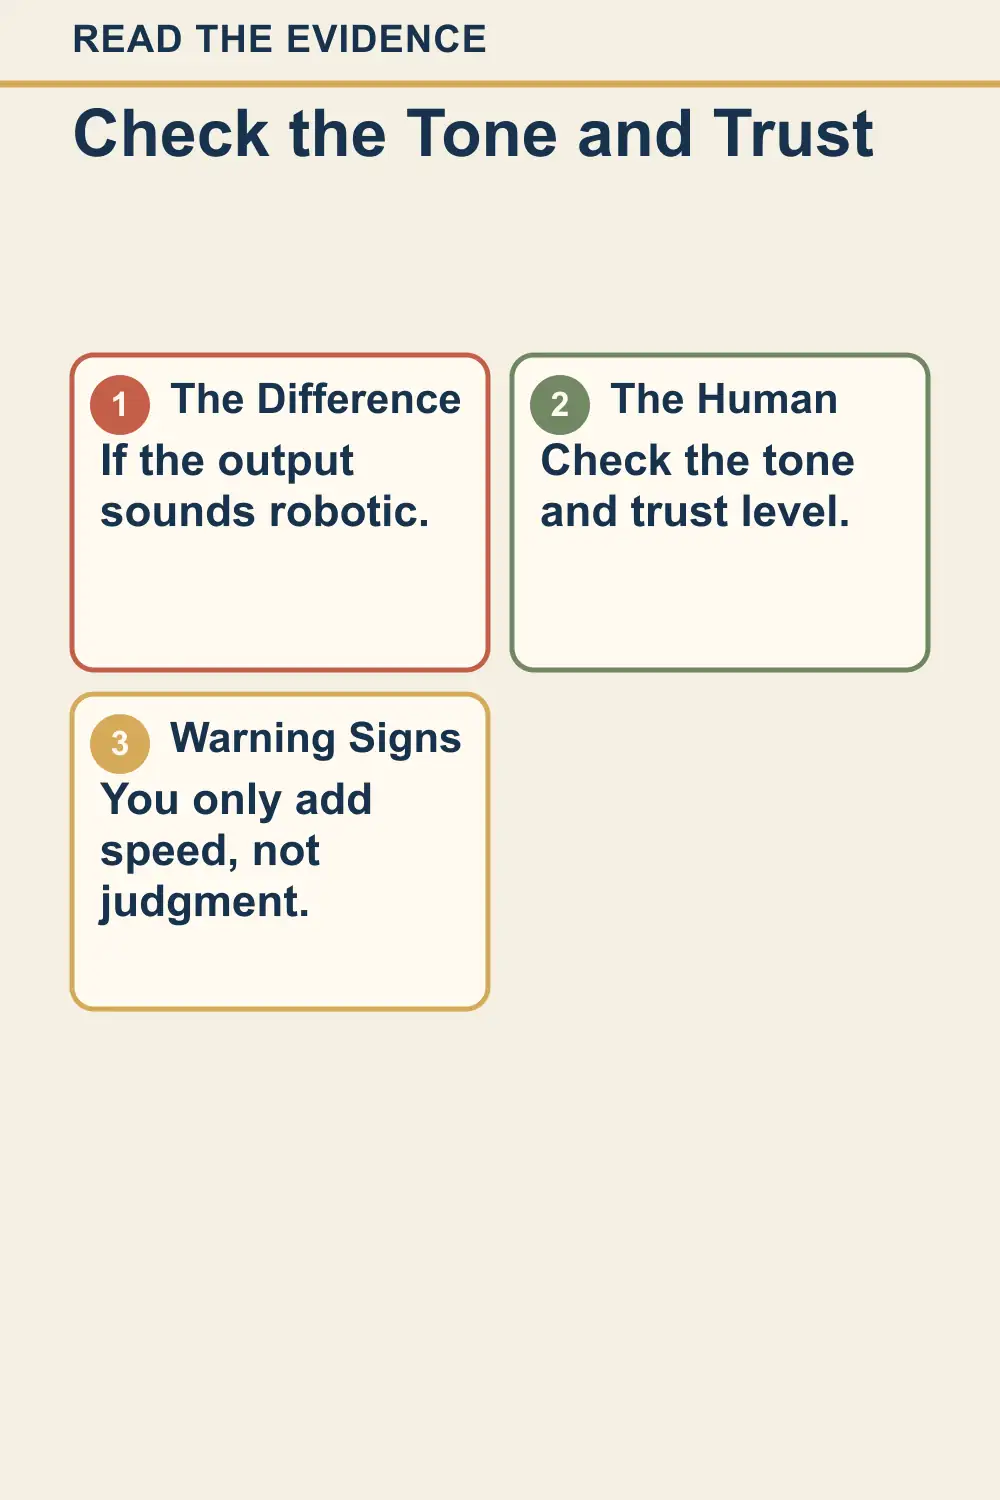 READ THE EVIDENCE
Check the Tone and Trust
1 The Difference
If the output
sounds robotic.
2 The Human
Check the tone
and trust level.
3 Warning Signs
You only add
speed, not
judgment.